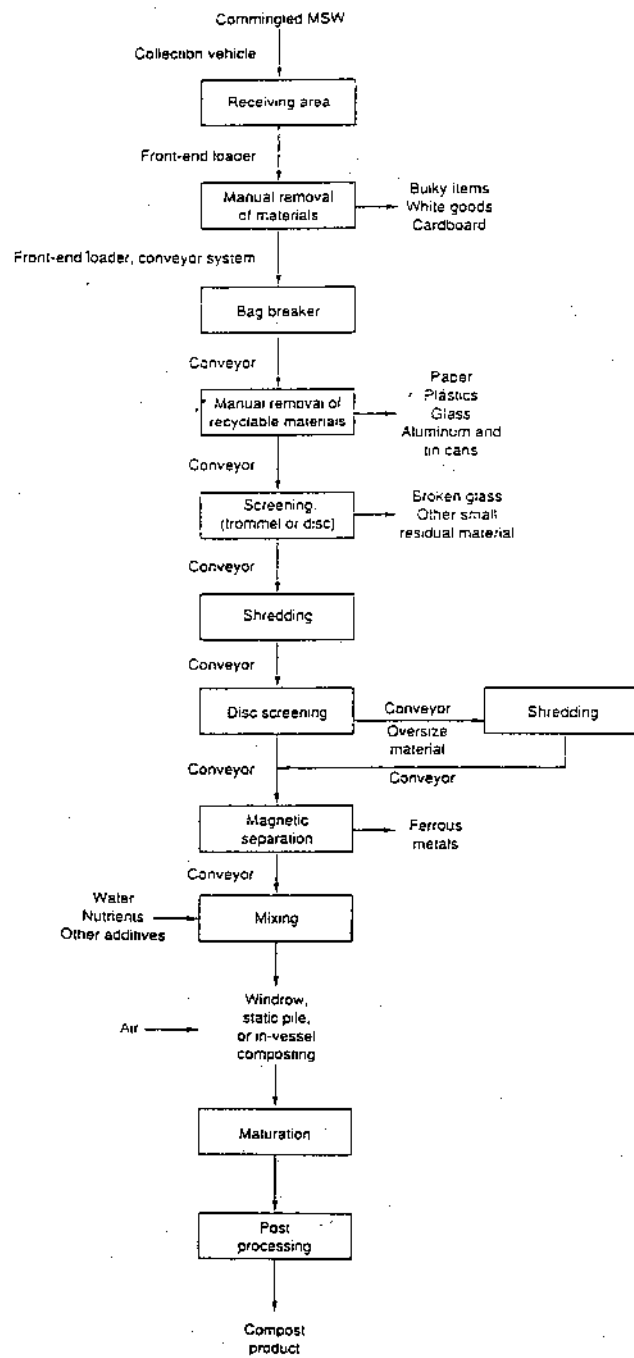 Commingled MSW
Collection vehicle
Receiving area
Front-end loader
Manual removal
of materials
Bulky items
White goods
Cardboard
Front-end loader, conveyor system
Bag breaker
Conveyor
Manual removal of
recyclable materials
Paper
Plastics
Glass
Aluminum and
tin cans
Conveyor
Screening
(trommel or disc)
Broken glass
Other small
residual material
Conveyor
Shredding
Conveyor
Disc screening
Conveyor
Oversize
material
Shredding
Conveyor
Conveyor
Magnetic
separation
Ferrous
metals
Conveyor
Water
Nutrients
Other additives
Mixing
Air
Windrow,
static pile,
or in-vessel
composting
Maturation
Post
processing
Compost
product